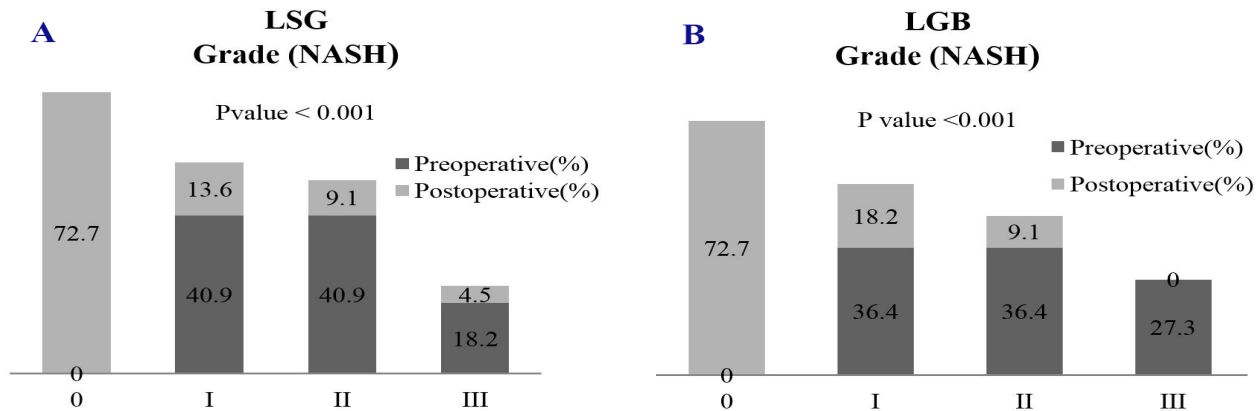 A
LSG
Grade (NASH)
Pvalue < 0.001
Preoperative(%)
Postoperative(%)
72.7
13.6
9.1
40.9
40.9
4.5
18.2
0
0
I
II
III
B
LGB
Grade (NASH)
P value <0.001
Preoperative(%)
Postoperative(%)
72.7
18.2
9.1
0
36.4
36.4
27.3
0
0
I
II
III